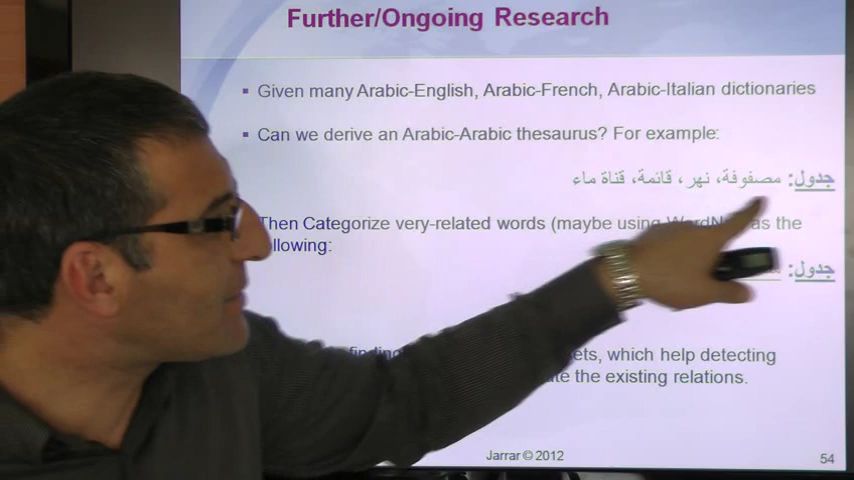 Further/Ongoing Research
Given many Arabic-English, Arabic-French, Arabic-Italian dictionaries
Can we derive an Arabic-Arabic thesaurus? For example:
جدول: مصفوفة، نهر، قائمة، قناة ماء
Then Categorize very-related words (maybe using as the
following:
جدول:
finding which help detecting
the existing relations.
Jarrar © 2012
54